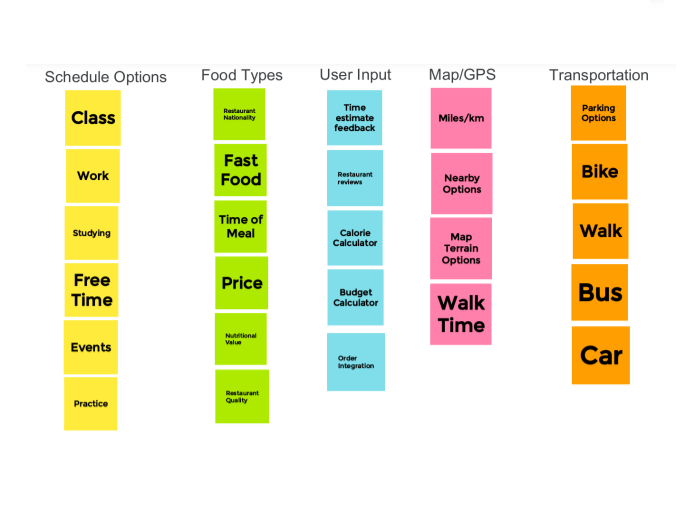 Schedule Options
Class
Work
Studying
Free
Time
Events
Practice
Food Types
Restaurant
Nationality
Fast
Food
Time of
Meal
Price
Nutritional
Value
Restaurant
Quality
User Input
Time
estimate
feedback
Restaurant
reviews
Calorie
Calculator
Budget
Calculator
Order
Integration
Map/GPS
Miles/km
Nearby
Options
Map
Terrain
Options
Walk
Time
Transportation
Parking
Options
Bike
Walk
Bus
Car